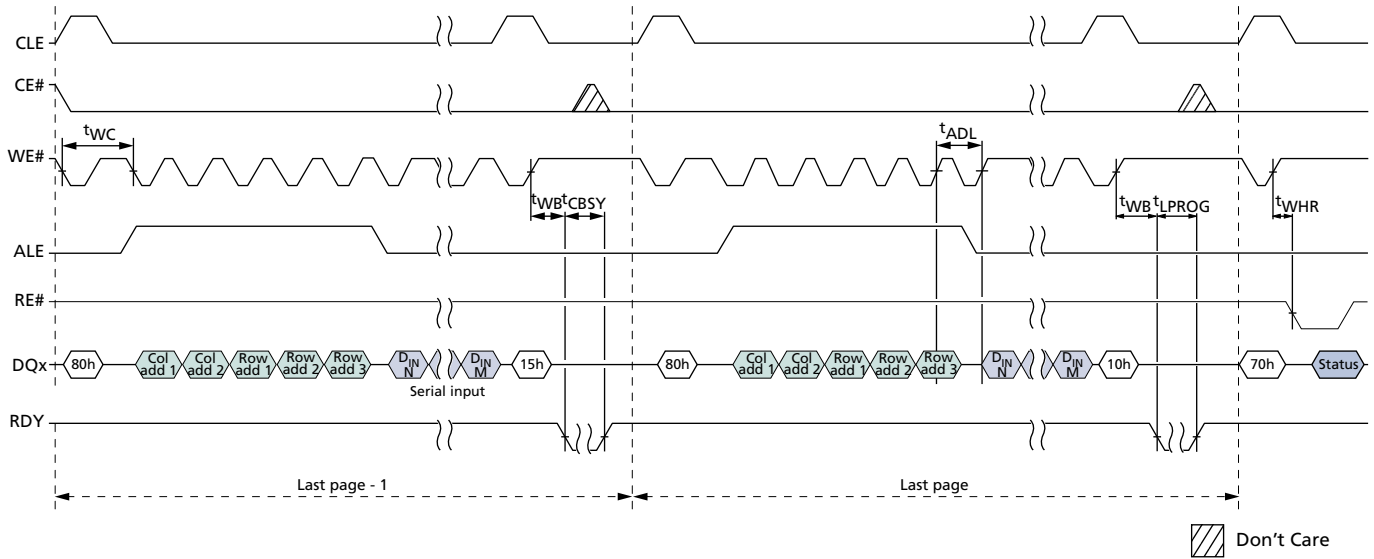 CLE
CE#
tWC
tADL
WE#
tWB tCBSY
tWB tLPROG
tWHR
ALE
RE#
DQx
80h
Col add 1
Col add 2
Row add 1
Row add 2
Row add 3
DIN N
DIN M
15h
80h
Col add 1
Col add 2
Row add 1
Row add 2
Row add 3
DIN N
DIN M
10h
70h
Status
Serial input
RDY
Last page - 1
Last page
Don't Care